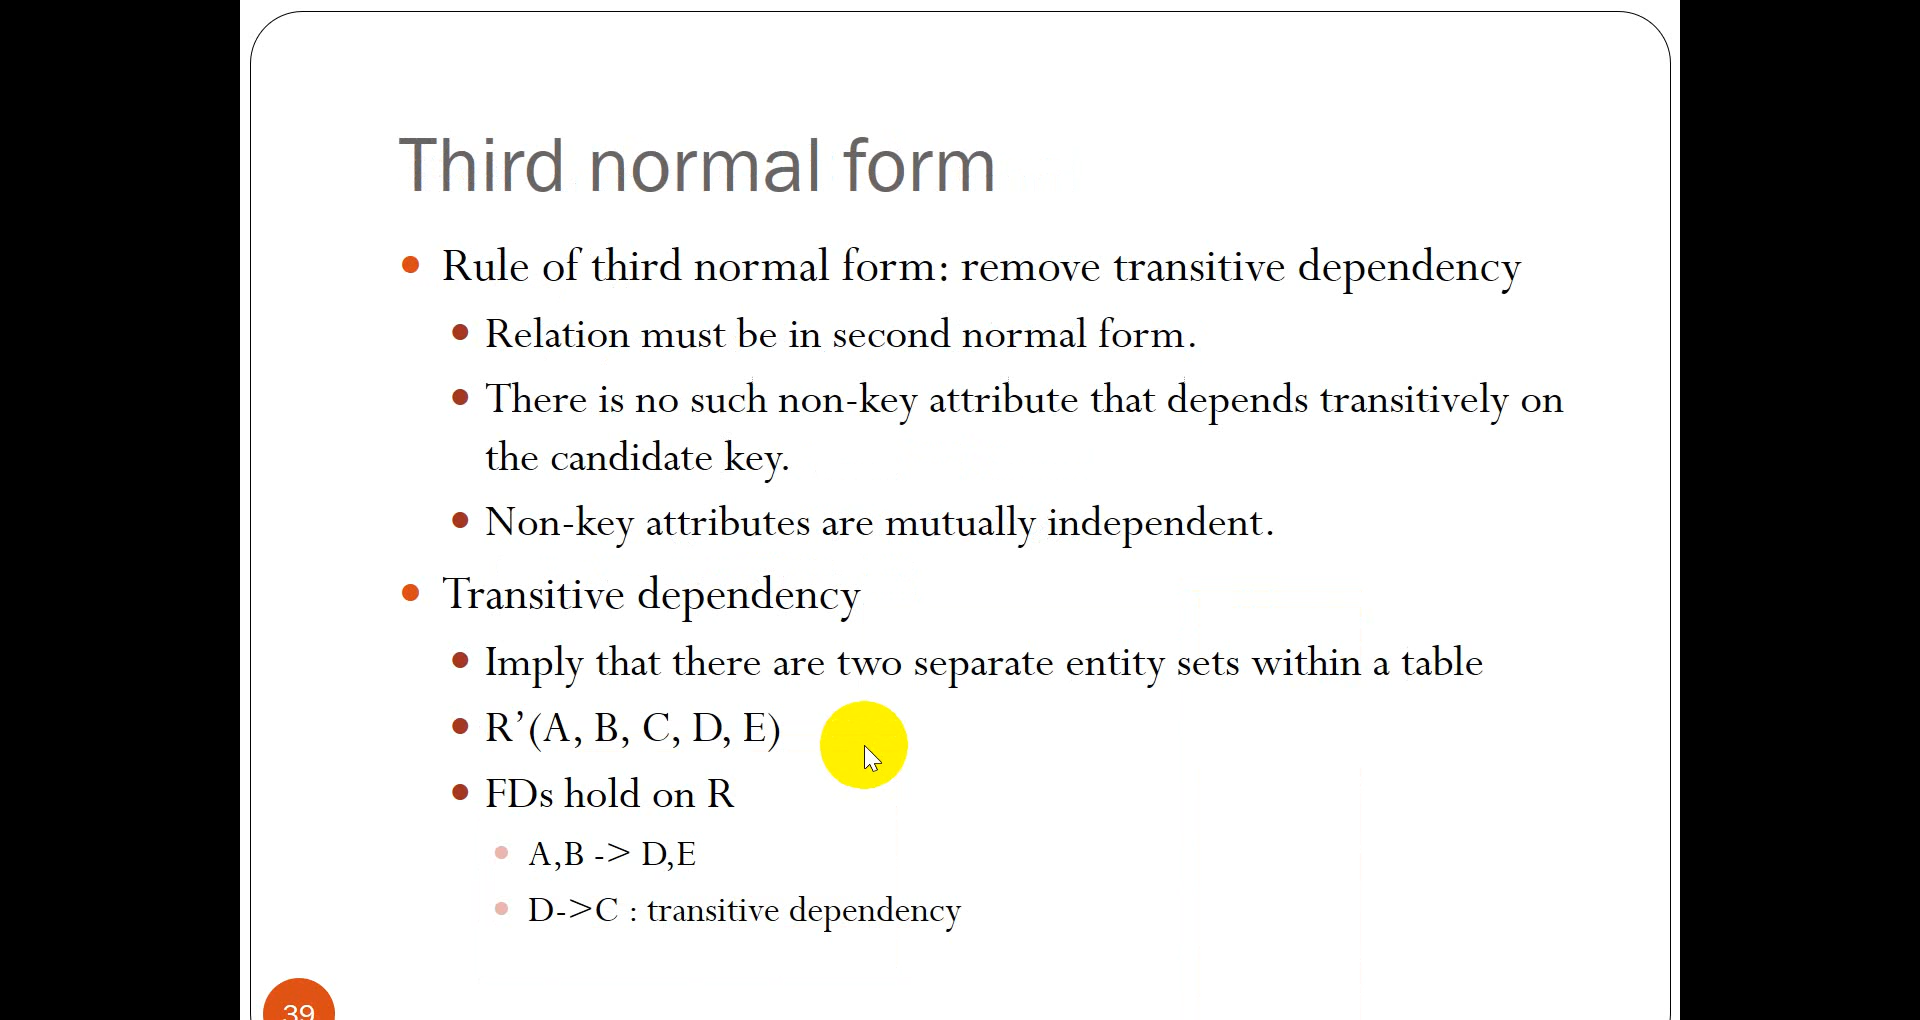 Third normal form
Rule of third normal form: remove transitive dependency
Relation must be in second normal form.
There is no such non-key attribute that depends transitively on
the candidate key.
Non-key attributes are mutually independent.
Transitive dependency
Imply that there are two separate entity sets within a table
R’(A, B, C, D, E)
FDs hold on R
A,B -> D,E
D->C : transitive dependency
39